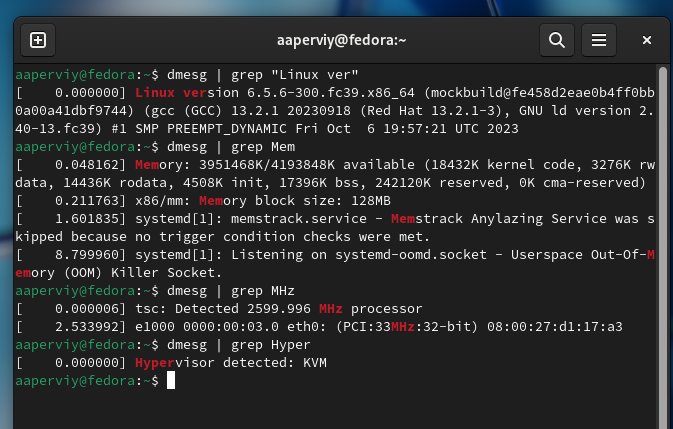 aaperviy@fedora:~
aaperviy@fedora:~$ dmesg | grep "Linux ver"
[    0.000000] Linux version 6.5.6-300.fc39.x86_64 (mockbuild@fe458d2eae0b4ff0bb
0a00a41dbf9744) (gcc (GCC) 13.2.1 20230918 (Red Hat 13.2.1-3), GNU ld version 2.
40-13.fc39) #1 SMP PREEMPT_DYNAMIC Fri Oct  6 19:57:21 UTC 2023
aaperviy@fedora:~$ dmesg | grep Mem
[    0.048162] Memory: 3951468K/4193848K available (18432K kernel code, 3276K rw
data, 14436K rodata, 4508K init, 17396K bss, 242120K reserved, 0K cma-reserved)
[    0.211763] x86/mm: Memory block size: 128MB
[    1.601835] systemd[1]: memstrack.service - Memstrack Anylazing Service was s
kipped because no trigger condition checks were met.
[    8.799960] systemd[1]: Listening on systemd-oomd.socket - Userspace Out-Of-M
emory (OOM) Killer Socket.
aaperviy@fedora:~$ dmesg | grep MHz
[    0.000006] tsc: Detected 2599.996 MHz processor
[    2.533992] e1000 0000:00:03.0 eth0: (PCI:33MHz:32-bit) 08:00:27:d1:17:a3
aaperviy@fedora:~$ dmesg | grep Hyper
[    0.000000] Hypervisor detected: KVM
aaperviy@fedora:~$